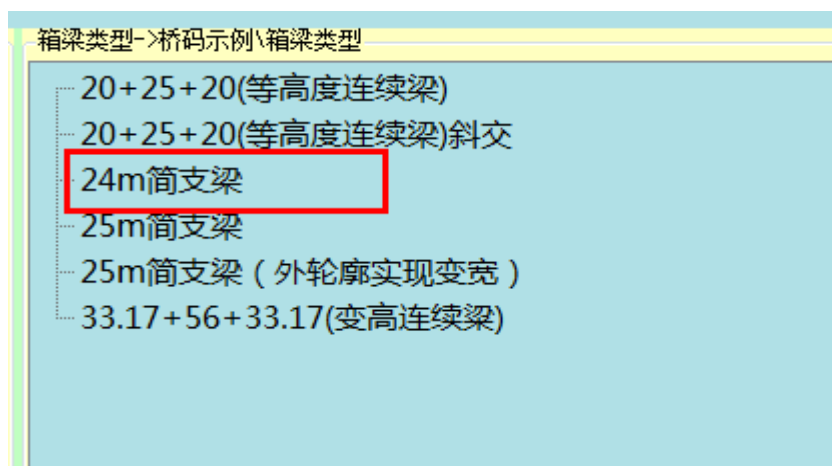 箱梁类型->桥码示例\箱梁类型
20+25+20(等高度连续梁)
20+25+20(等高度连续梁)斜交
24m简支梁
25m简支梁
25m简支梁（外轮廓实现变宽）
33.17+56+33.17(变高连续梁)